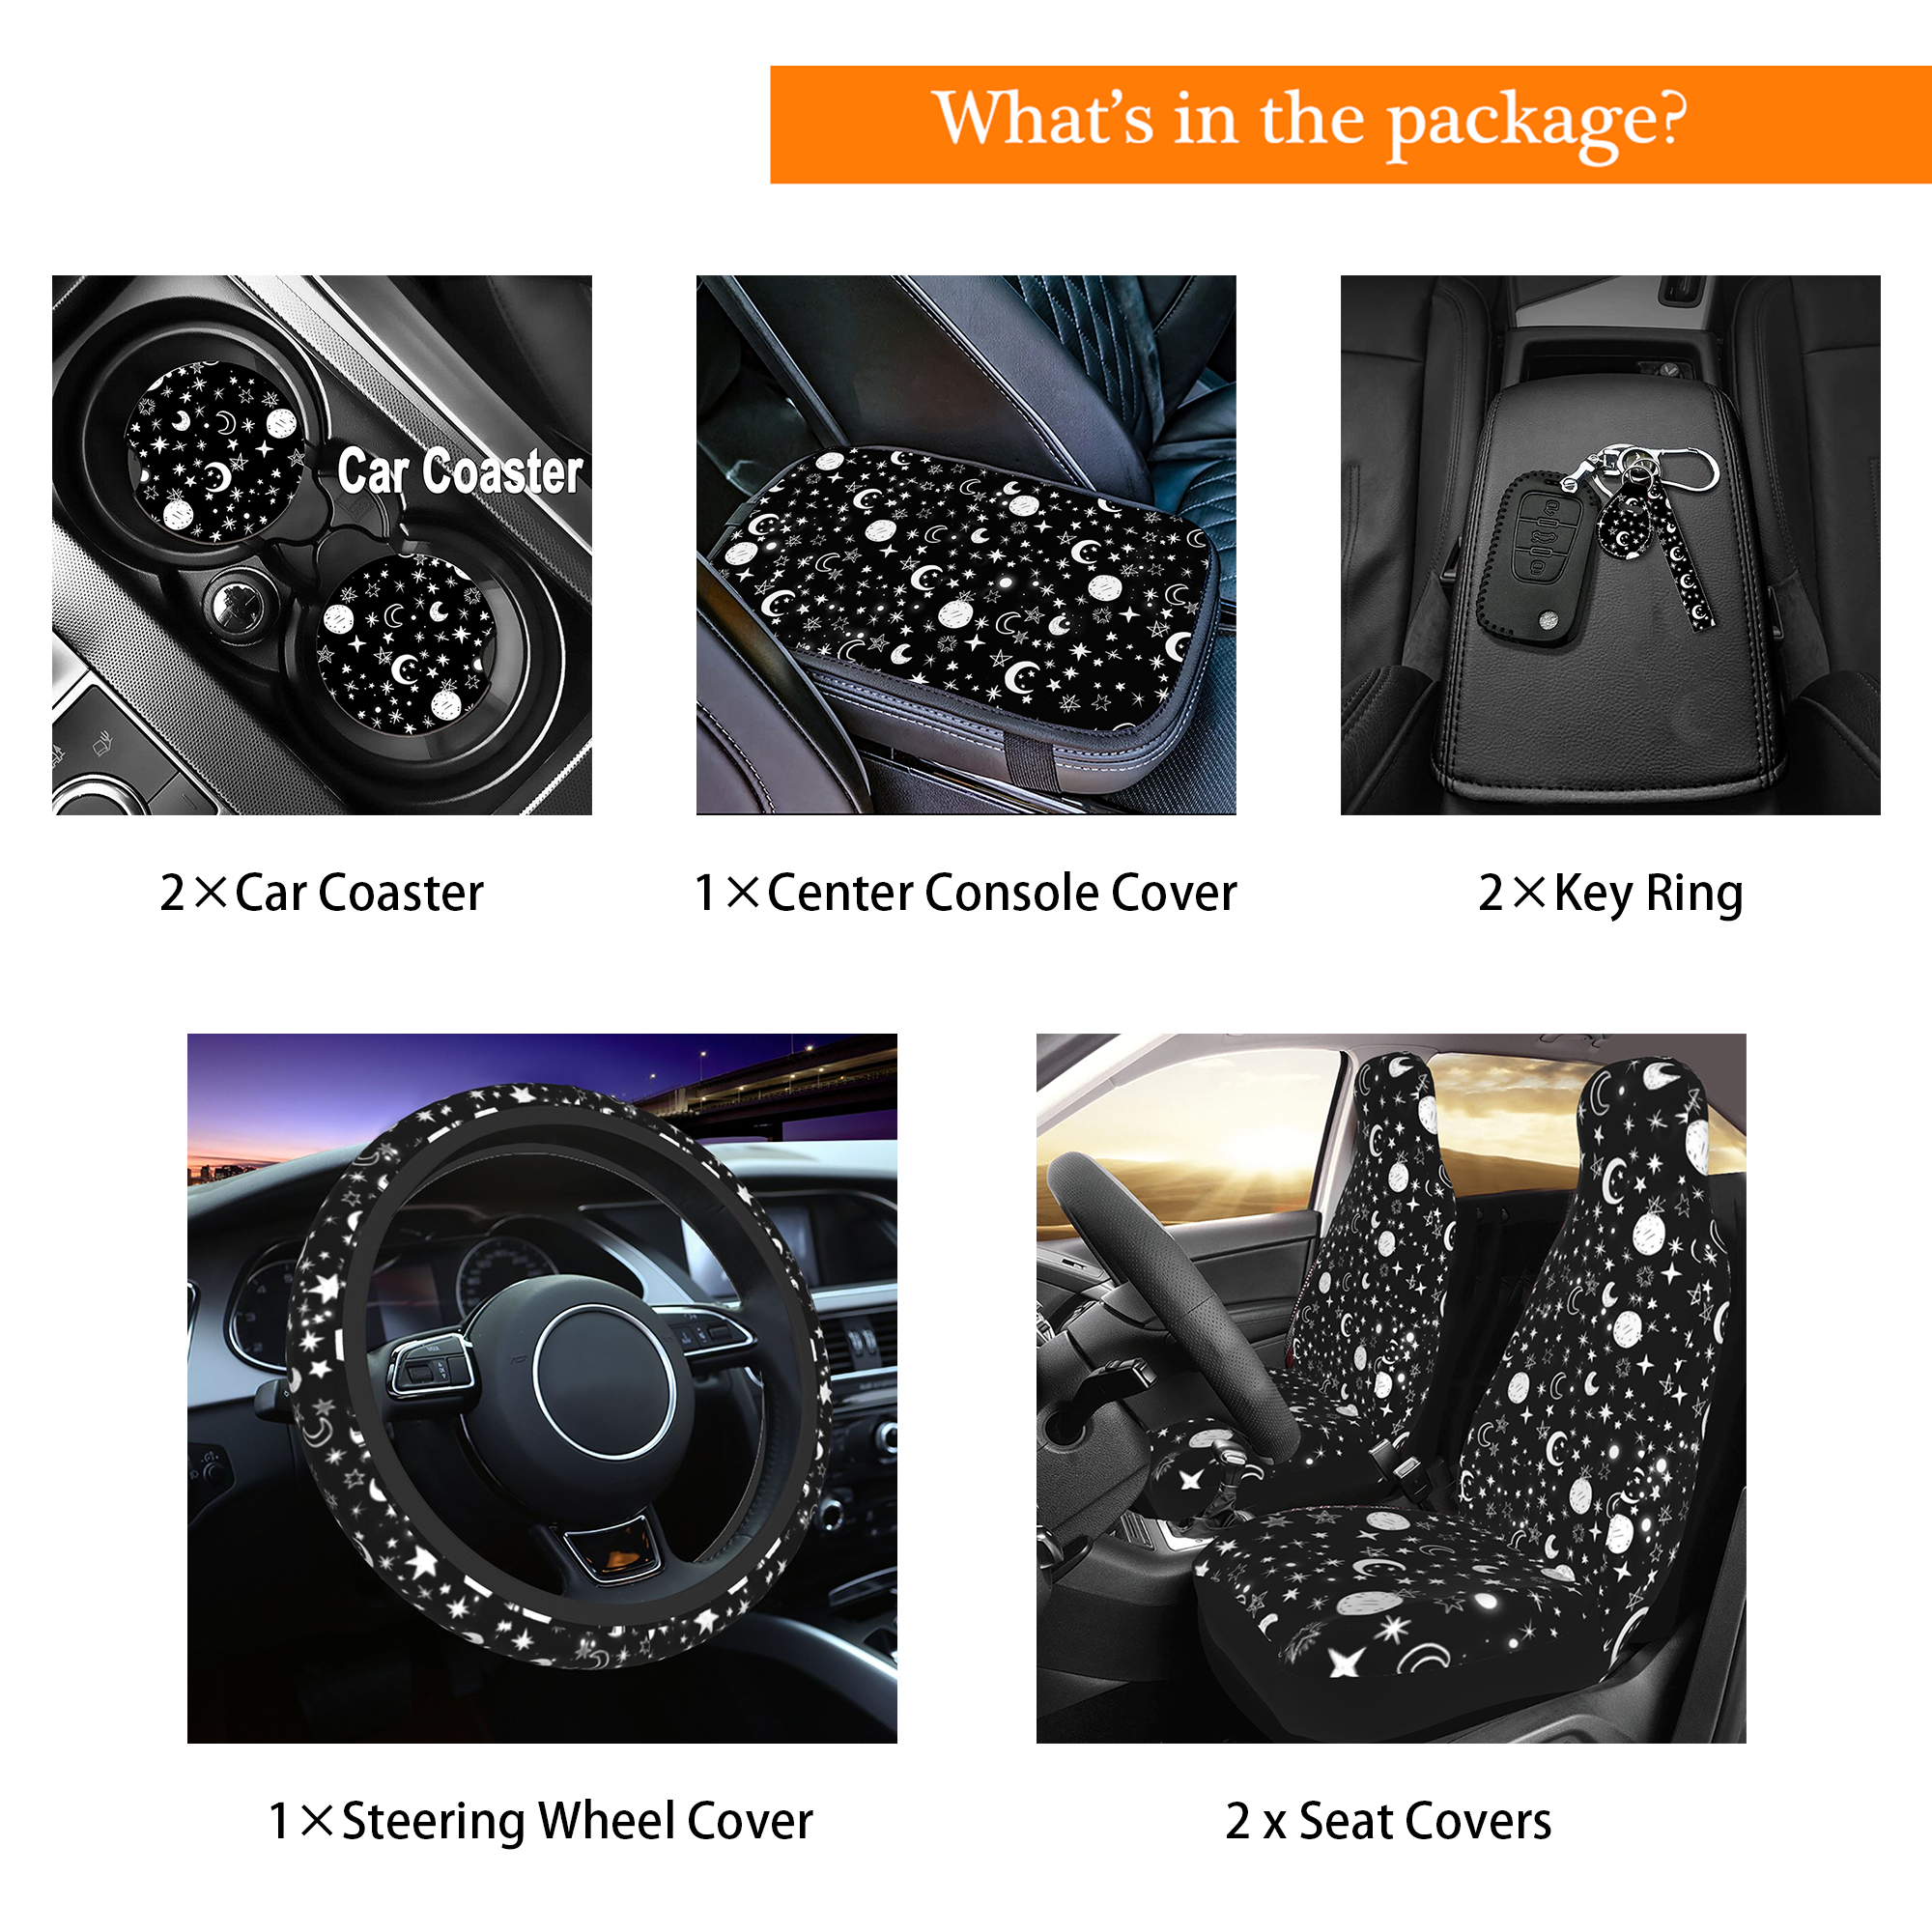 What's in the package?
Car Coaster
2×Car Coaster
1×Center Console Cover
2×Key Ring
1×Steering Wheel Cover
2 x Seat Covers